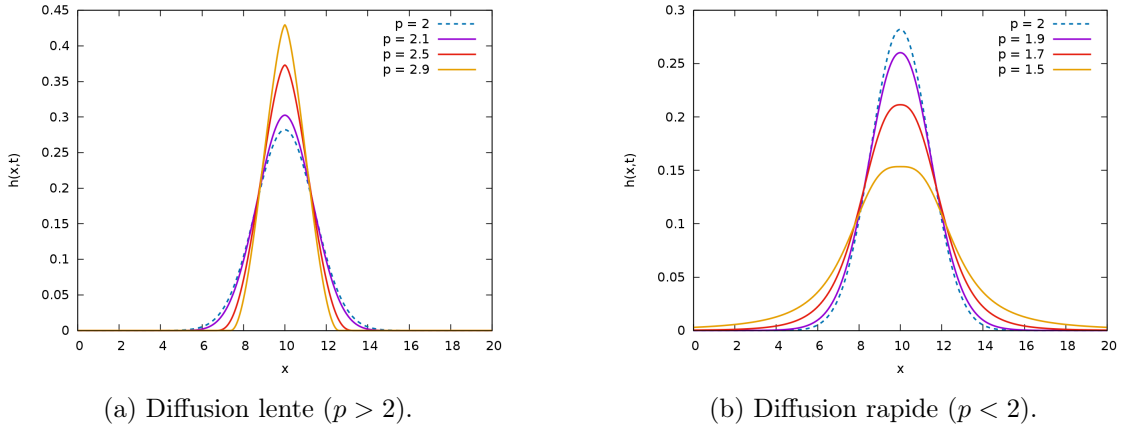 0.45
0.4
0.35
0.3
0.25
0.2
0.15
0.1
0.05
0
0 2 4 6 8 10 12 14 16 18 20
h(x,t)
x
p = 2
p = 2.1
p = 2.5
p = 2.9
(a) Diffusion lente (p > 2).
0.3
0.25
0.2
0.15
0.1
0.05
0
0 2 4 6 8 10 12 14 16 18 20
h(x,t)
x
p = 2
p = 1.9
p = 1.7
p = 1.5
(b) Diffusion rapide (p < 2).